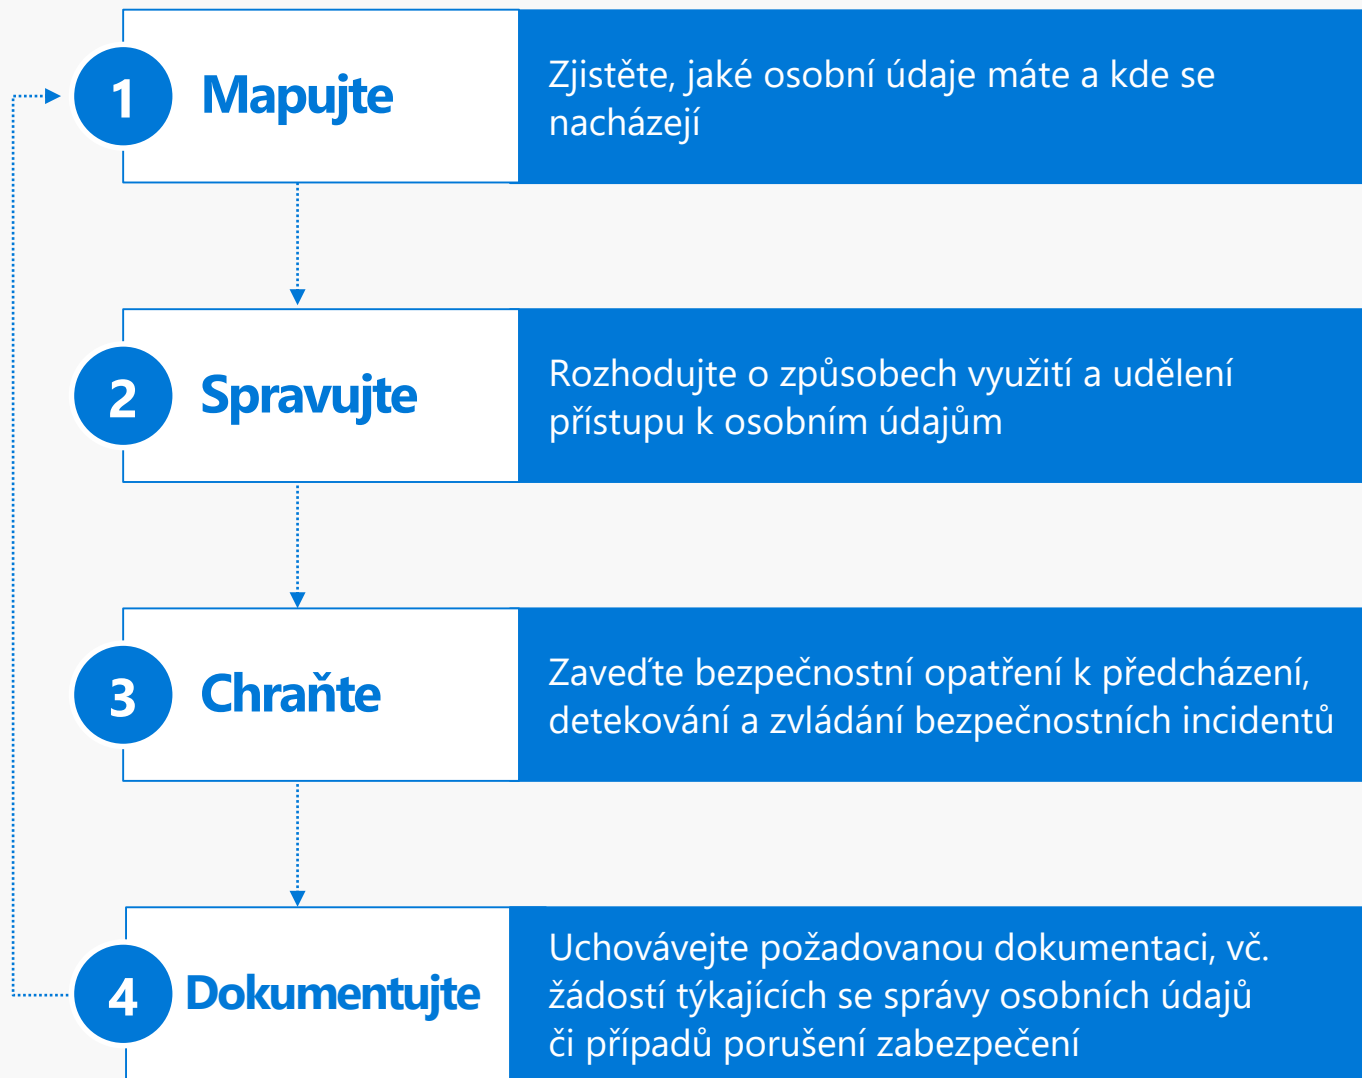 1
Mapujte
Zjistěte, jaké osobní údaje máte a kde se
nacházejí
2
Spravujte
Rozhodujte o způsobech využití a udělení
přístupu k osobním údajům
3
Chraňte
Zaveďte bezpečnostní opatření k předcházení,
detekování a zvládání bezpečnostních incidentů
4
Dokumentujte
Uchovávejte požadovanou dokumentaci, vč.
žádostí týkajících se správy osobních údajů
či případů porušení zabezpečení